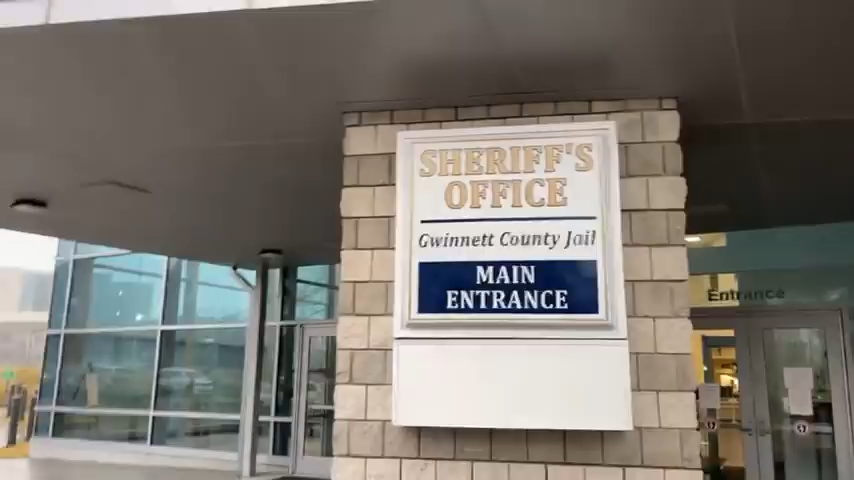 SHERIFF'S
OFFICE
Gwinnett County Jail
MAIN
ENTRANCE
Entrance